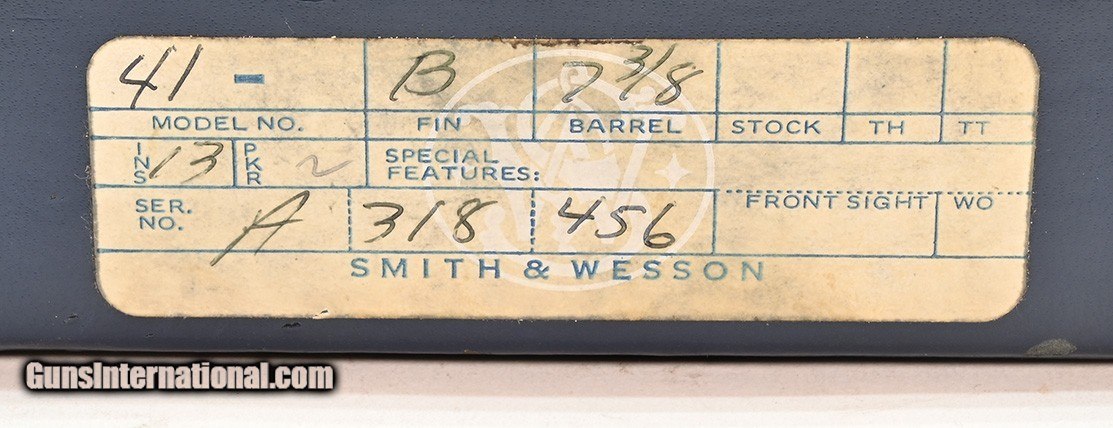 41 - B 7 3/8
MODEL NO. FIN BARREL STOCK TH TT
INS 13 PKR SPECIAL FEATURES:
SER. NO. A 318 456 FRONT SIGHT WO
SMITH & WESSON
GunsInternational.com